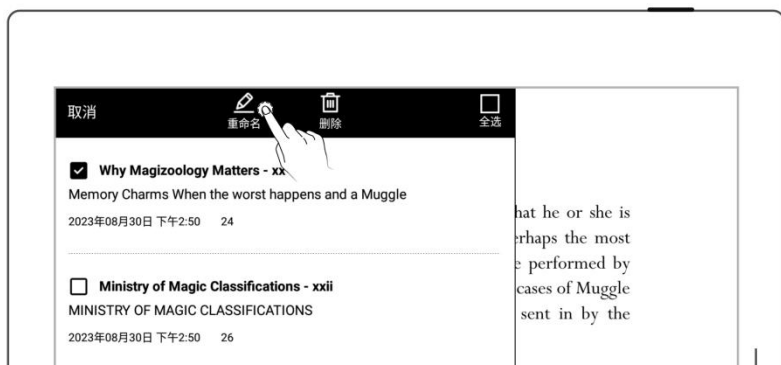 取消
重命名
删除
全选
Why Magizoology Matters - xx
Memory Charms When the worst happens and a Muggle
2023年08月30日 下午2:50 24
Ministry of Magic Classifications - xxii
MINISTRY OF MAGIC CLASSIFICATIONS
2023年08月30日 下午2:50 26
hat he or she is
erhaps the most
e performed by
cases of Muggle
sent in by the